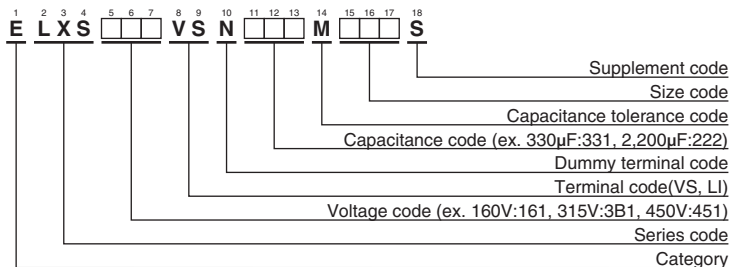 1 2 3 4 5 6 7 8 9 10 11 12 13 14 15 16 17 18
E L X S □□□ V S N □□□ M □□□ S
Supplement code
Size code
Capacitance tolerance code
Capacitance code (ex. 330µF:331, 2,200µF:222)
Dummy terminal code
Terminal code(VS, LI)
Voltage code (ex. 160V:161, 315V:3B1, 450V:451)
Series code
Category